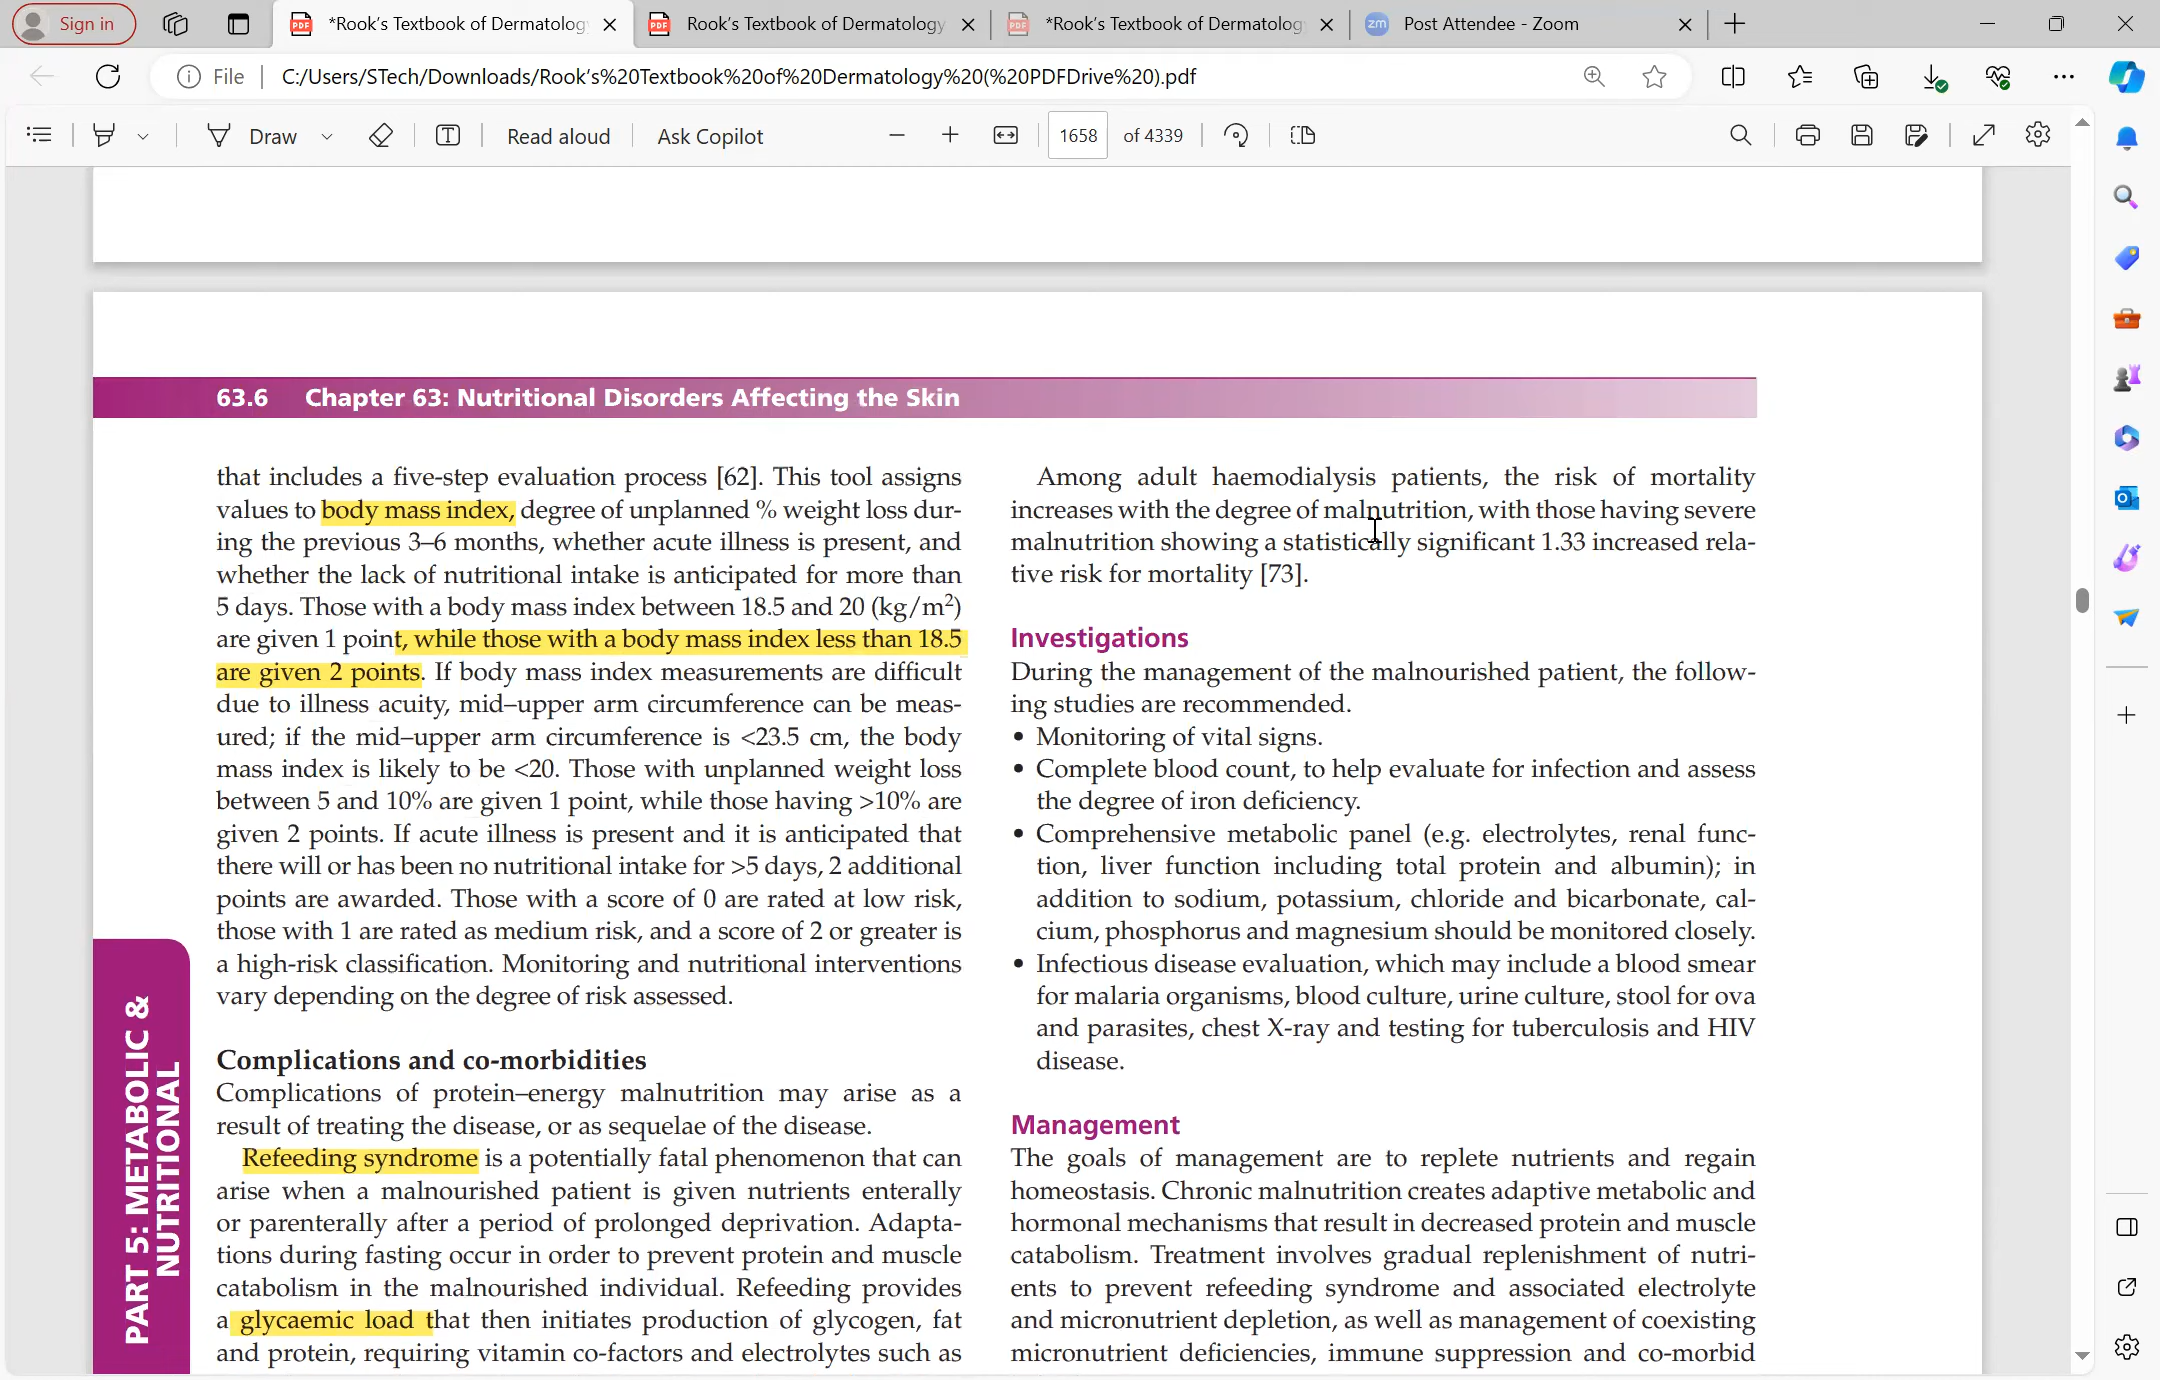 Sign in
*Rook's Textbook of Dermatology
Rook's Textbook of Dermatology
*Rook's Textbook of Dermatolog
zm
Post Attendee - Zoom
File
C:/Users/STech/Downloads/Rook's%20Textbook%20of%20Dermatology%20(%20PDFDrive%20).pdf
Draw
Read aloud
Ask Copilot
1658
of 4339
63.6 Chapter 63: Nutritional Disorders Affecting the Skin
that includes a five-step evaluation process [62]. This tool assigns
values to body mass index, degree of unplanned % weight loss dur-
ing the previous 3–6 months, whether acute illness is present, and
whether the lack of nutritional intake is anticipated for more than
5 days. Those with a body mass index between 18.5 and 20 (kg/m²)
are given 1 point, while those with a body mass index less than 18.5
are given 2 points. If body mass index measurements are difficult
due to illness acuity, mid–upper arm circumference can be meas-
ured; if the mid–upper arm circumference is <23.5 cm, the body
mass index is likely to be <20. Those with unplanned weight loss
between 5 and 10% are given 1 point, while those having >10% are
given 2 points. If acute illness is present and it is anticipated that
there will or has been no nutritional intake for >5 days, 2 additional
points are awarded. Those with a score of 0 are rated at low risk,
those with 1 are rated as medium risk, and a score of 2 or greater is
a high-risk classification. Monitoring and nutritional interventions
vary depending on the degree of risk assessed.
Complications and co-morbidities
Complications of protein–energy malnutrition may arise as a
result of treating the disease, or as sequelae of the disease.
Refeeding syndrome is a potentially fatal phenomenon that can
arise when a malnourished patient is given nutrients enterally
or parenterally after a period of prolonged deprivation. Adapta-
tions during fasting occur in order to prevent protein and muscle
catabolism in the malnourished individual. Refeeding provides
a glycaemic load that then initiates production of glycogen, fat
and protein, requiring vitamin co-factors and electrolytes such as
Among adult haemodialysis patients, the risk of mortality
increases with the degree of malnutrition, with those having severe
malnutrition showing a statistically significant 1.33 increased rela-
tive risk for mortality [73].
Investigations
During the management of the malnourished patient, the follow-
ing studies are recommended.
• Monitoring of vital signs.
• Complete blood count, to help evaluate for infection and assess
the degree of iron deficiency.
• Comprehensive metabolic panel (e.g. electrolytes, renal func-
tion, liver function including total protein and albumin); in
addition to sodium, potassium, chloride and bicarbonate, cal-
cium, phosphorus and magnesium should be monitored closely.
• Infectious disease evaluation, which may include a blood smear
for malaria organisms, blood culture, urine culture, stool for ova
and parasites, chest X-ray and testing for tuberculosis and HIV
disease.
Management
The goals of management are to replete nutrients and regain
homeostasis. Chronic malnutrition creates adaptive metabolic and
hormonal mechanisms that result in decreased protein and muscle
catabolism. Treatment involves gradual replenishment of nutri-
ents to prevent refeeding syndrome and associated electrolyte
and micronutrient depletion, as well as management of coexisting
micronutrient deficiencies, immune suppression and co-morbid
PART 5: METABOLIC &
NUTRITIONAL